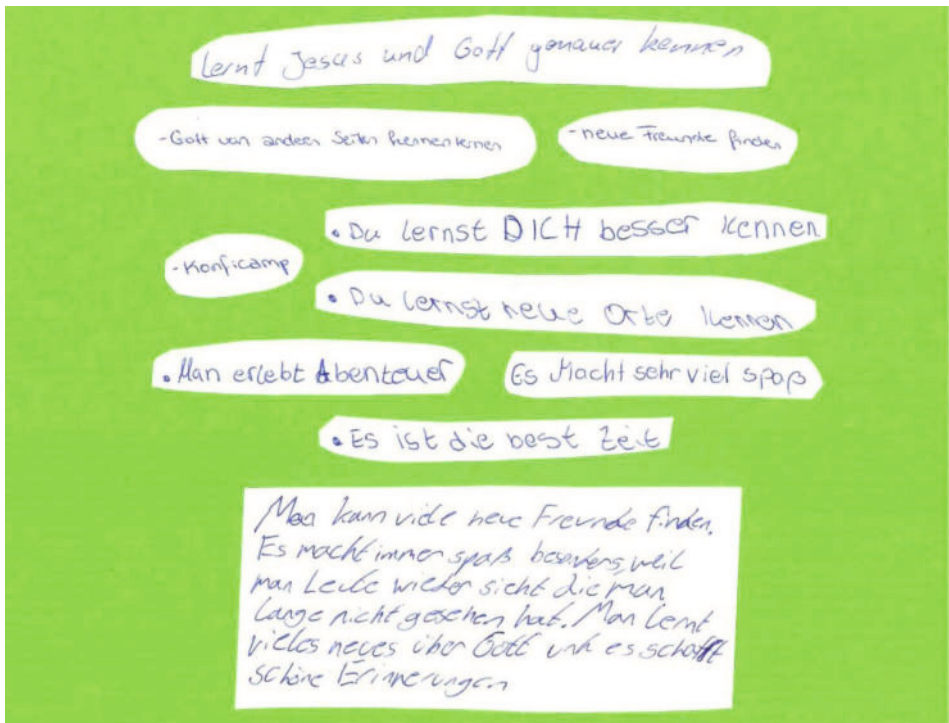 lernt Jesus und Gott genauer kennen
-Gott von anderen Seiten kennenlernen
-neue Freunde finden
• Du lernst DICH besser kennen
-Konficamp
• Du lernst neue Orte kennen
• Man erlebt Abenteuer
Es Macht sehr viel spaß
• Es ist die best Zeit
Man kann viele neue Freunde finden.
Es macht immer spaß besonders, weil
man Leute wieder sieht die man
lange nicht gesehen hat. Man lernt
vieles neues über Gott und es schafft
schöne Erinnerungen